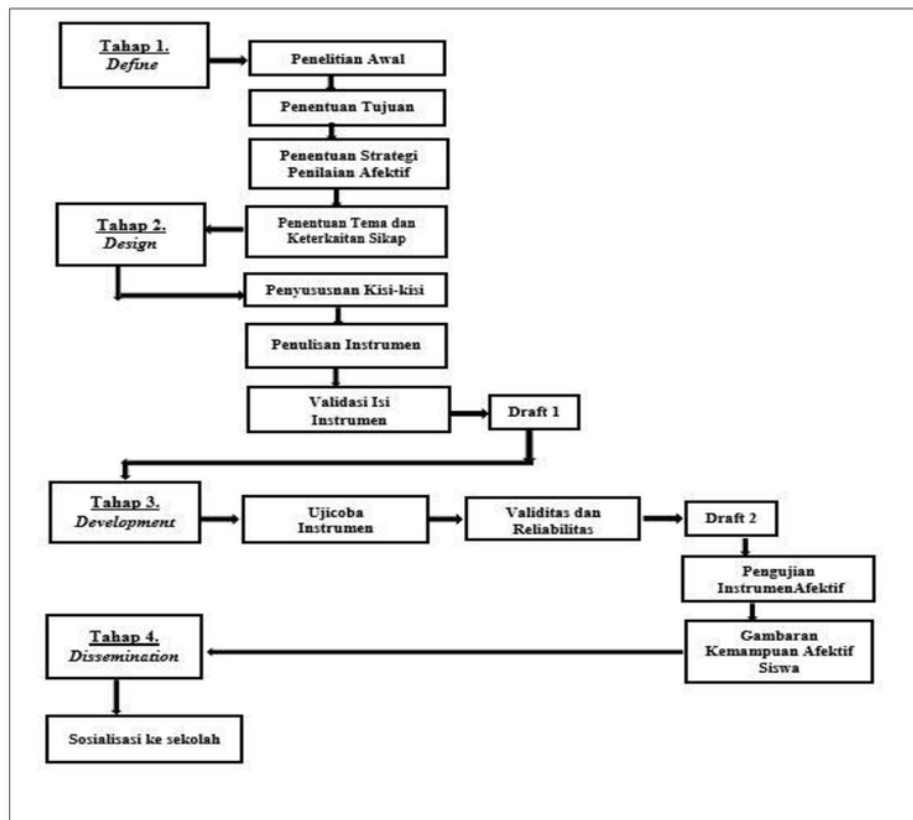 Tahap 1.
Define
Penelitian Awal
Penentuan Tujuan
Penentuan Strategi
Penilaian Afektif
Penentuan Tema dan
Keterkaitan Sikap
Tahap 2.
Design
Penyususnan Kisi-kisi
Penulisan Instrumen
Validasi Isi
Instrumen
Draft 1
Tahap 3.
Development
Ujicoba
Instrumen
Validitas dan
Reliabilitas
Draft 2
Pengujian
InstrumenAfektif
Gambaran
Kemampuan Afektif
Siswa
Tahap 4.
Dissemination
Sosialisasi ke sekolah